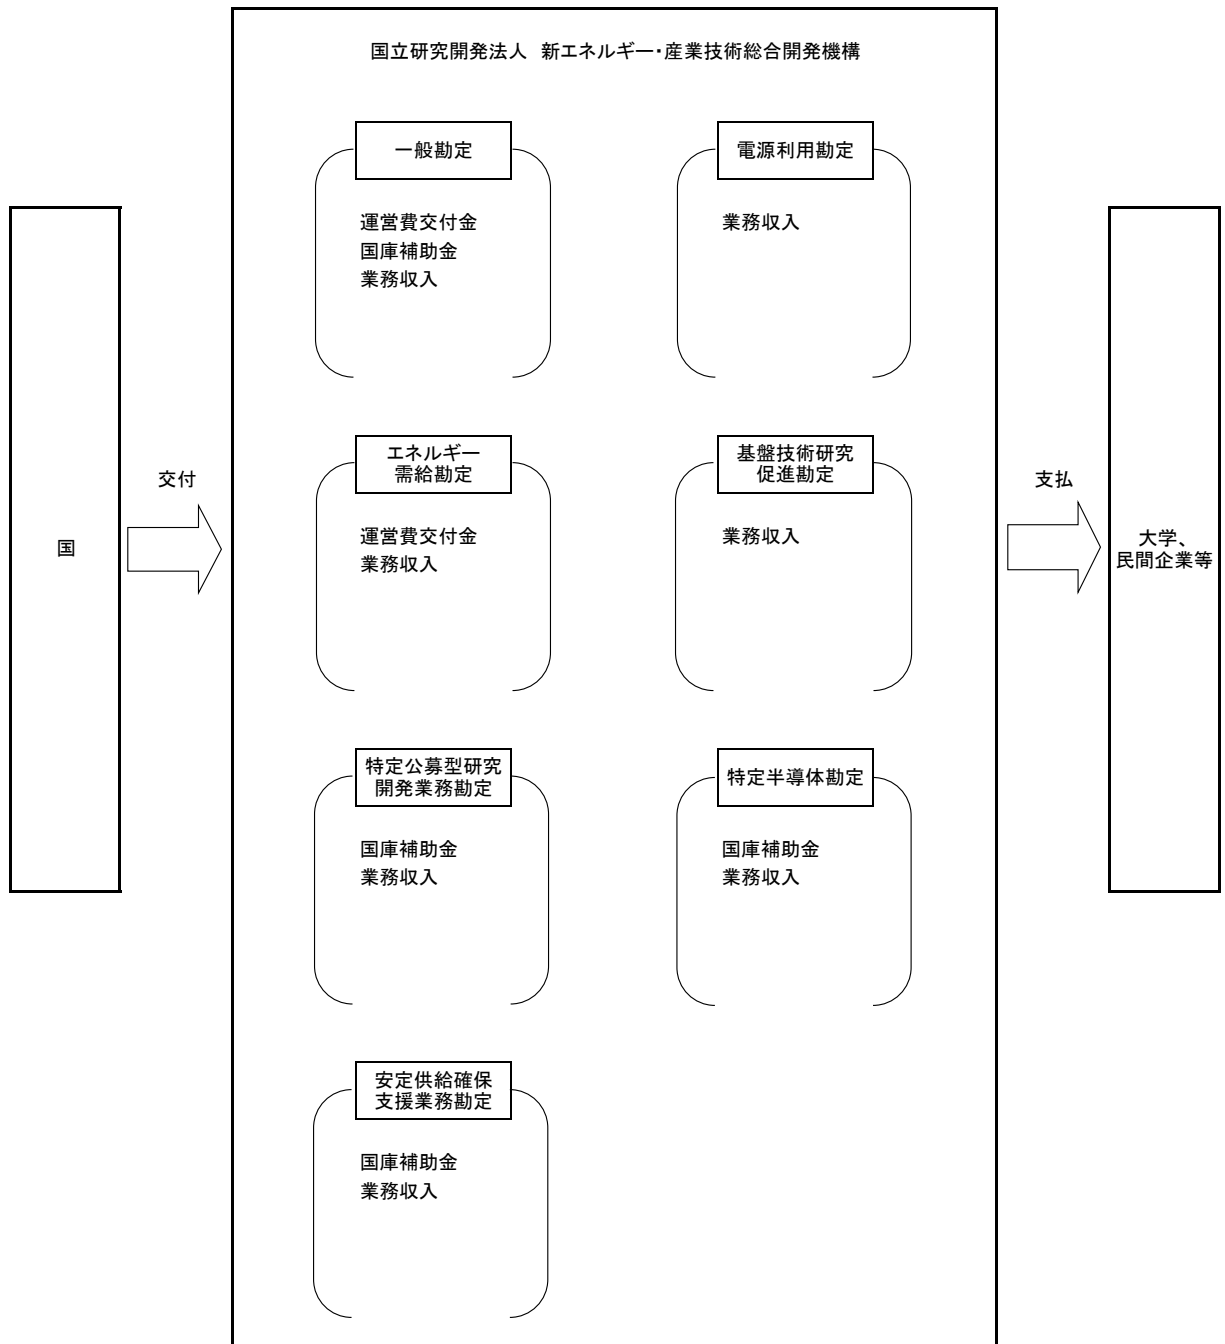 国立研究開発法人　新エネルギー・産業技術総合開発機構
一般勘定
運営費交付金
国庫補助金
業務収入
電源利用勘定
業務収入
エネルギー
需給勘定
運営費交付金
業務収入
基盤技術研究
促進勘定
業務収入
特定公募型研究
開発業務勘定
国庫補助金
業務収入
特定半導体勘定
国庫補助金
業務収入
安定供給確保
支援業務勘定
国庫補助金
業務収入
国
交付
支払
大学、
民間企業等